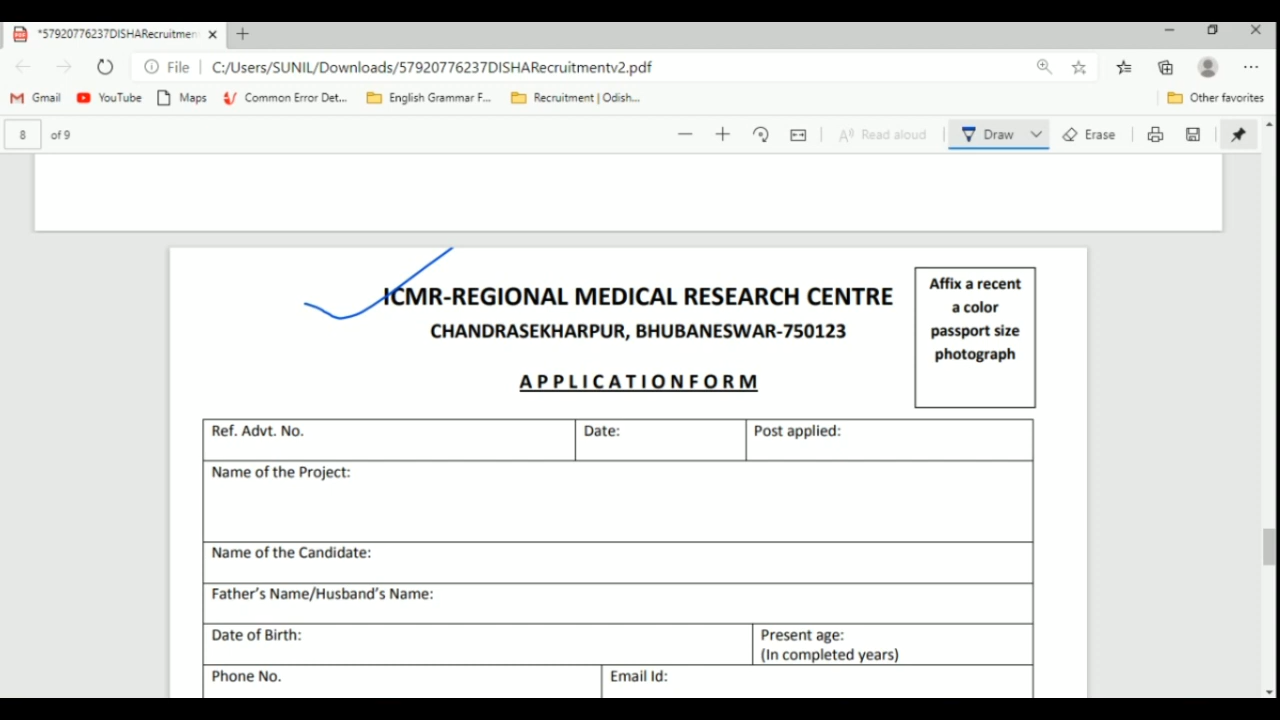 *57920776237DISHARecruitmen
File | C:/Users/SUNIL/Downloads/57920776237DISHARecruitmentv2.pdf
Gmail YouTube Maps Common Error Det... English Grammar F... Recruitment | Odish... Other favorites
8 of 9 Read aloud Draw Erase
ICMR-REGIONAL MEDICAL RESEARCH CENTRE
CHANDRASEKHARPUR, BHUBANESWAR-750123
A P P L I C A T I O N F O R M
Affix a recent
a color
passport size
photograph
Ref. Advt. No. Date: Post applied:
Name of the Project:
Name of the Candidate:
Father’s Name/Husband’s Name:
Date of Birth: Present age:
(In completed years)
Phone No. Email Id: